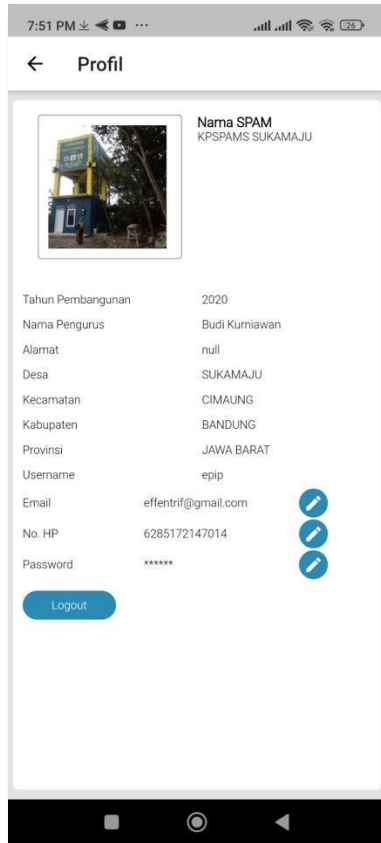 7:51 PM
26
Profil
Nama SPAM
KPSPAMS SUKAMAJU
Tahun Pembangunan 2020
Nama Pengurus Budi Kurniawan
Alamat null
Desa SUKAMAJU
Kecamatan CIMAUNG
Kabupaten BANDUNG
Provinsi JAWA BARAT
Username epip
Email effentrif@gmail.com
No. HP 6285172147014
Password ******
Logout